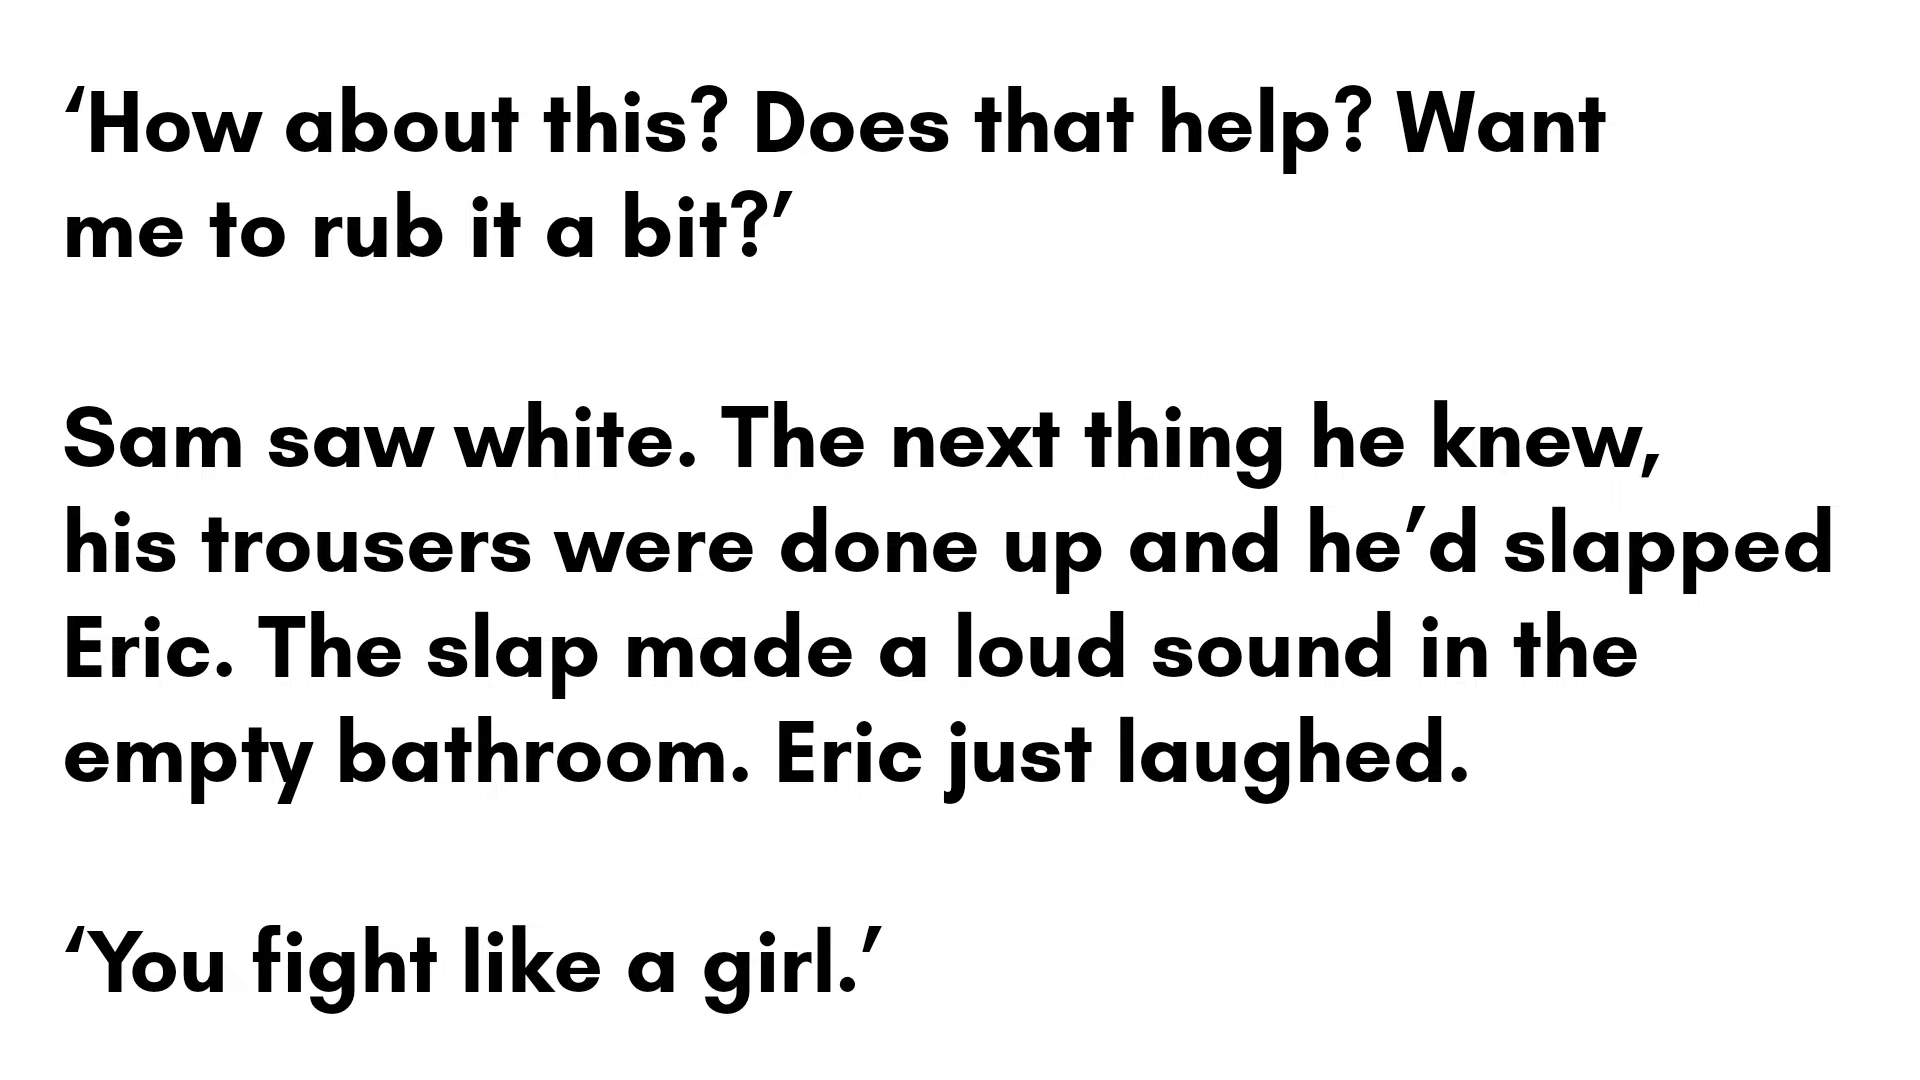 ‘How about this? Does that help? Want
me to rub it a bit?’
Sam saw white. The next thing he knew,
his trousers were done up and he’d slapped
Eric. The slap made a loud sound in the
empty bathroom. Eric just laughed.
‘You fight like a girl.’